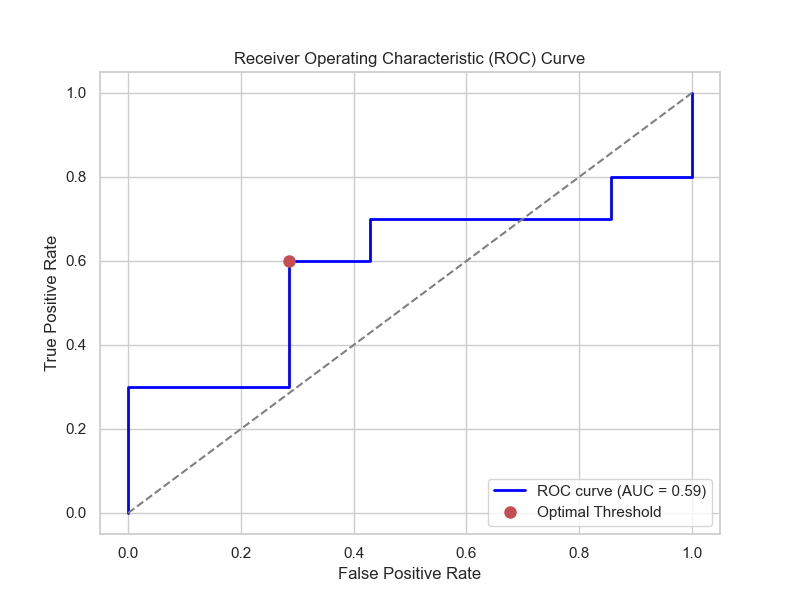 Receiver Operating Characteristic (ROC) Curve
1.0
0.8
0.6
0.4
0.2
0.0
True Positive Rate
0.0 0.2 0.4 0.6 0.8 1.0
False Positive Rate
ROC curve (AUC = 0.59)
Optimal Threshold